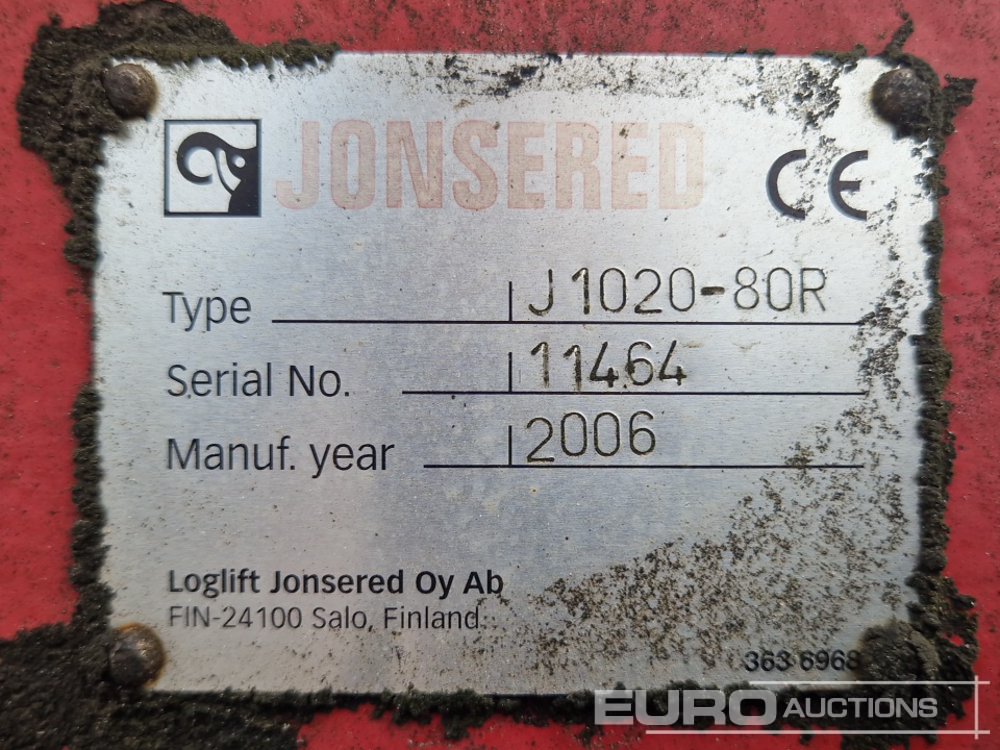 JONSERED CE
Type J1020-80R
Serial No. 11464
Manuf. year 2006
Loglift Jonsered Oy Ab
FIN-24100 Salo, Finland
363 6968
EURO AUCTIONS